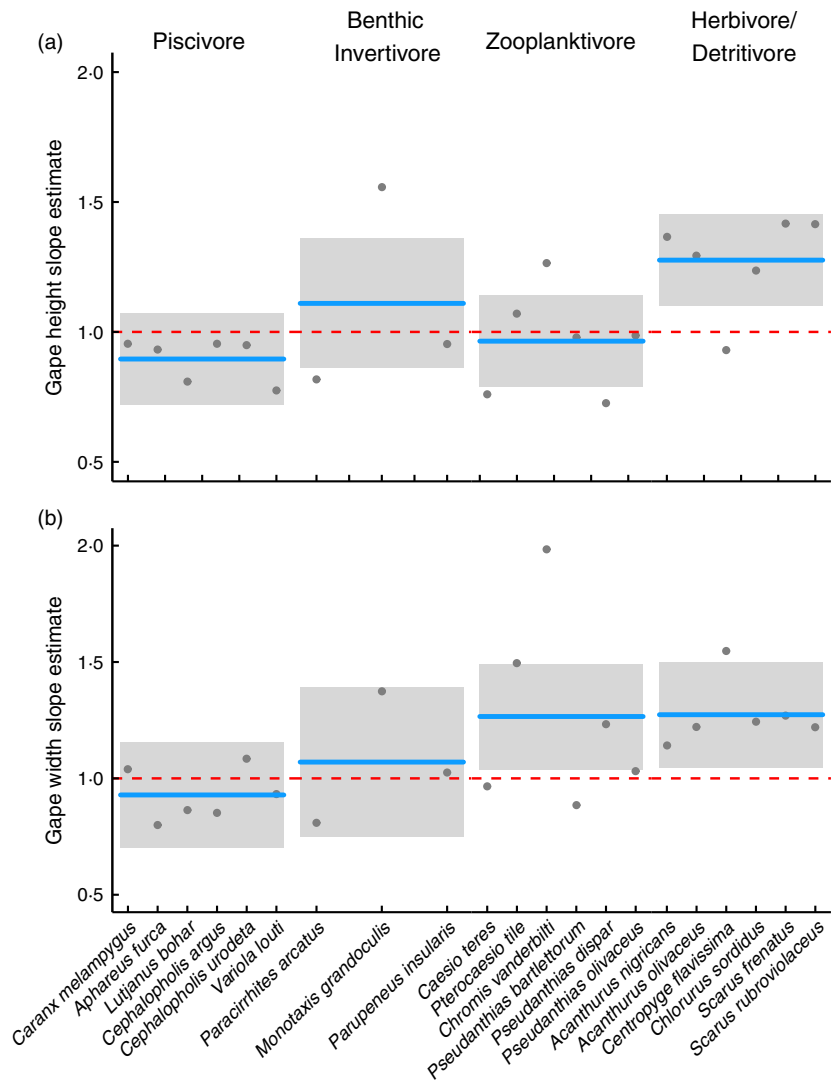 (a)
Piscivore
Benthic
Invertivore
Zooplanktivore
Herbivore/
Detritivore
Gape height slope estimate
2·0
1·5
1·0
0·5
(b)
Gape width slope estimate
2·0
1·5
1·0
0·5
Caranx melampygus
Aphareus furca
Lutjanus bohar
Cephalopholis argus
Cephalopholis urodeta
Variola louti
Paracirrhites arcatus
Monotaxis grandoculis
Parupeneus insularis
Caesio teres
Pterocaesio tile
Chromis vanderbilti
Pseudanthias bartlettorum
Pseudanthias dispar
Pseudanthias olivaceus
Acanthurus nigricans
Acanthurus olivaceus
Centropyge flavissima
Chlorurus sordidus
Scarus frenatus
Scarus rubroviolaceus